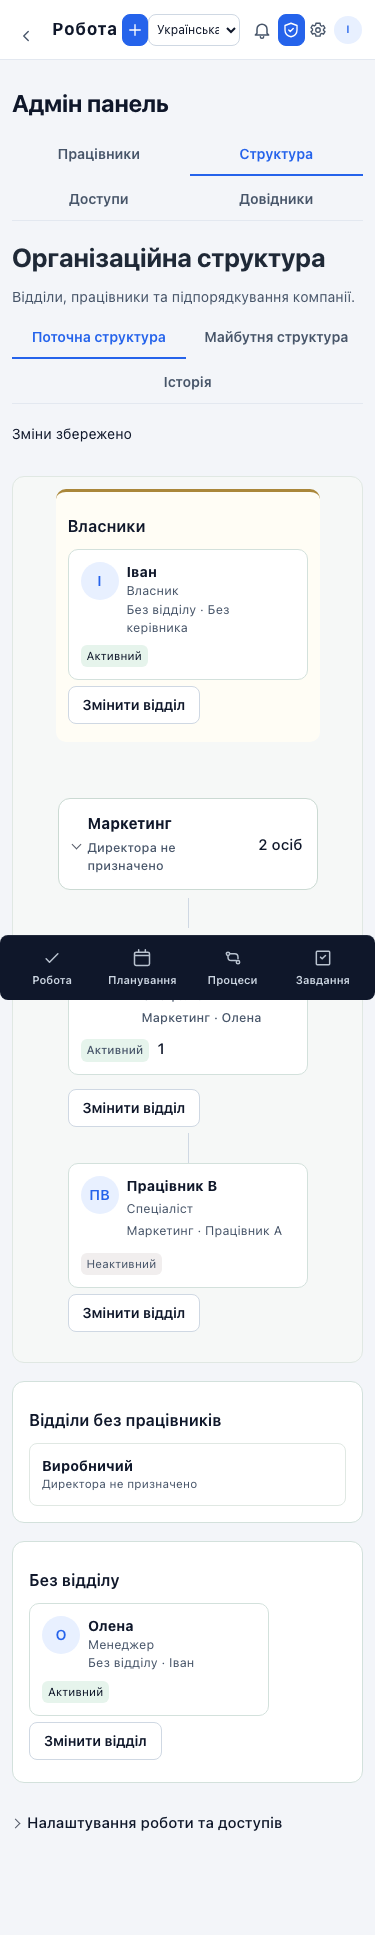 Робота
Українська
І
Адмін панель
Працівники
Структура
Доступи
Довідники
Організаційна структура
Відділи, працівники та підпорядкування компанії.
Поточна структура
Майбутня структура
Історія
Зміни збережено
Власники
І
Іван
Власник
Без відділу · Без
керівника
Активний
Змінити відділ
Маркетинг
Директора не
призначено
2 осіб
Робота
Планування
Процеси
Завдання
Маркетинг · Олена
Активний
1
Змінити відділ
ПВ
Працівник В
Спеціаліст
Маркетинг · Працівник А
Неактивний
Змінити відділ
Відділи без працівників
Виробничий
Директора не призначено
Без відділу
О
Олена
Менеджер
Без відділу · Іван
Активний
Змінити відділ
Налаштування роботи та доступів